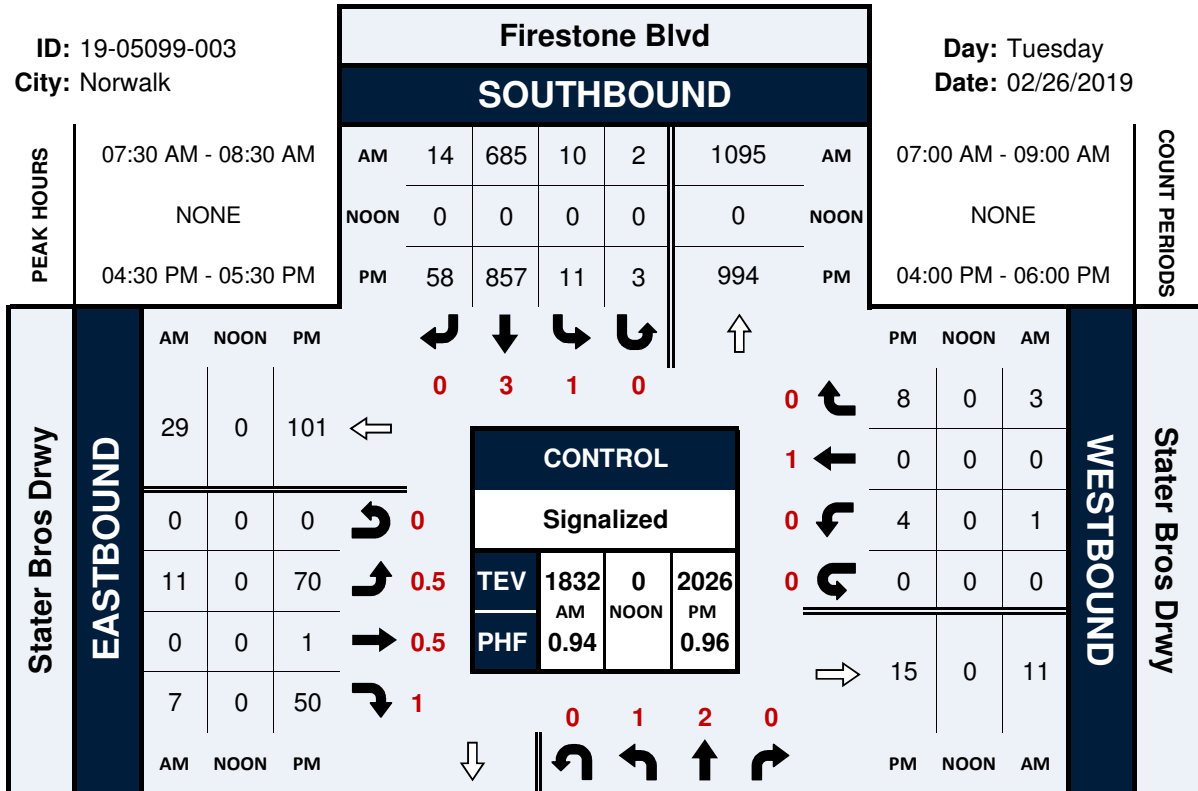 ID: 19-05099-003
City: Norwalk
Firestone Blvd
SOUTHBOUND
Day: Tuesday
Date: 02/26/2019
PEAK HOURS
07:30 AM - 08:30 AM
NONE
04:30 PM - 05:30 PM
AM 14 685 10 2 1095 AM
NOON 0 0 0 0 0 NOON
PM 58 857 11 3 994 PM
07:00 AM - 09:00 AM
NONE
04:00 PM - 06:00 PM
COUNT PERIODS
0 3 1 0
Stater Bros Drwy
EASTBOUND
AM NOON PM
29 0 101
0 0 0 0
11 0 70 0.5
0 0 1 0.5
7 0 50 1
AM NOON PM
CONTROL
Signalized
TEV 1832 0 2026
AM NOON PM
PHF 0.94 0.96
PM NOON AM
0 8 0 3
1 0 0 0
0 4 0 1
0 0 0 0
15 0 11
PM NOON AM
WESTBOUND
Stater Bros Drwy
0 1 2 0